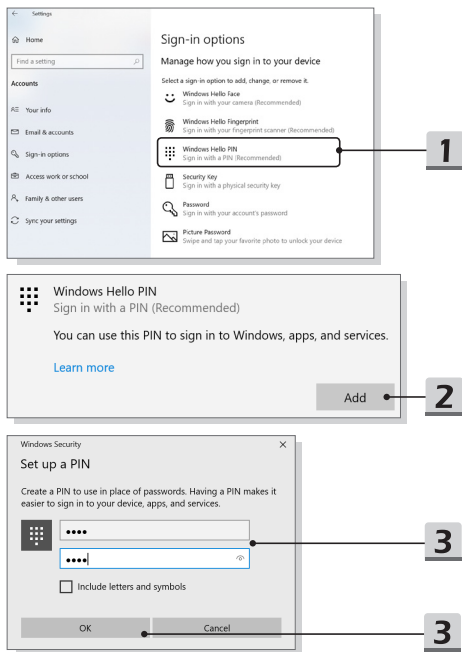 Settings
Home
Find a setting
Accounts
Your info
Email & accounts
Sign-in options
Access work or school
Family & other users
Sync your settings
Sign-in options
Manage how you sign in to your device
Select a sign-in option to add, change, or remove it.
Windows Hello Face
Sign in with your camera (Recommended)
Windows Hello Fingerprint
Sign in with your fingerprint scanner (Recommended)
Windows Hello PIN
Sign in with a PIN (Recommended)
Security Key
Sign in with a physical security key
Password
Sign in with your account's password
Picture Password
Swipe and tap your favorite photo to unlock your device
1
Windows Hello PIN
Sign in with a PIN (Recommended)
You can use this PIN to sign in to Windows, apps, and services.
Learn more
Add
2
Windows Security
Set up a PIN
Create a PIN to use in place of passwords. Having a PIN makes it
easier to sign in to your device, apps, and services.
••••
••••
3
Include letters and symbols
OK Cancel
3